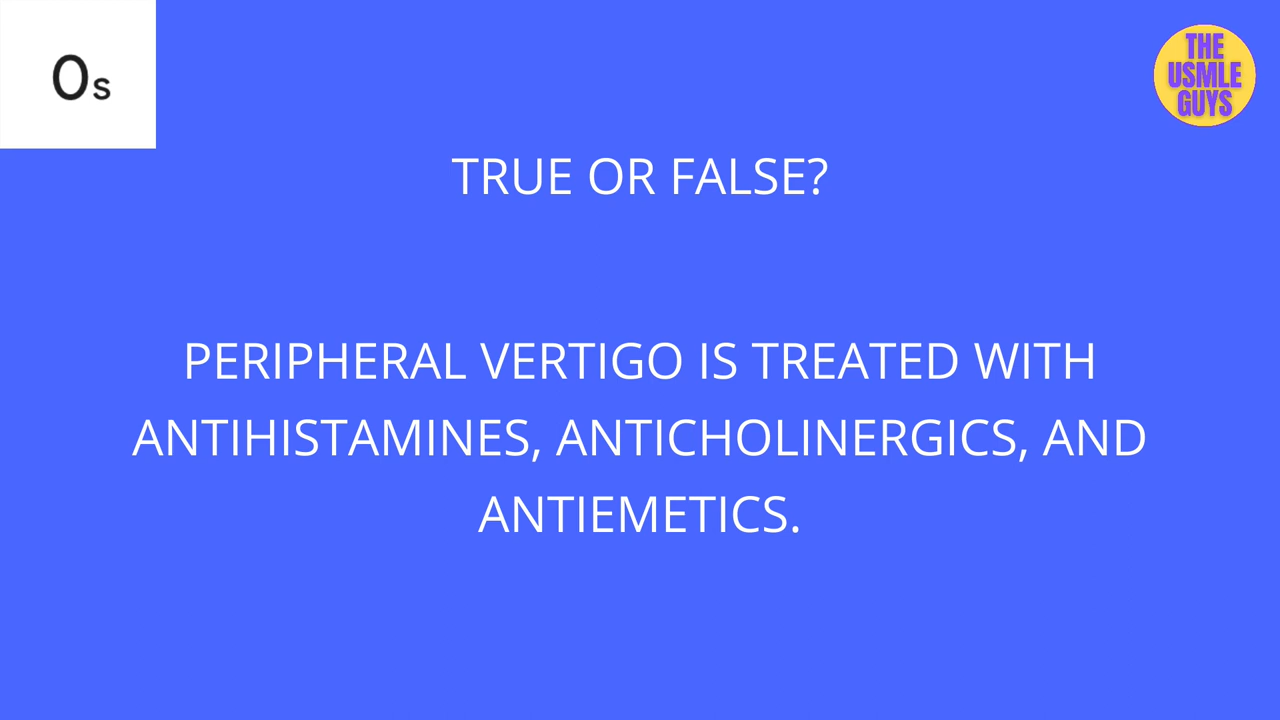 0s
THE
USMLE
GUYS
TRUE OR FALSE?
PERIPHERAL VERTIGO IS TREATED WITH
ANTIHISTAMINES, ANTICHOLINERGICS, AND
ANTIEMETICS.